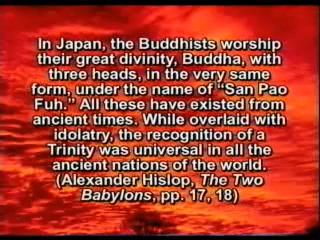 In Japan, the Buddhists worship
their great divinity, Buddha, with
three heads, in the very same
form, under the name of “San Pao
Fuh.” All these have existed from
ancient times. While overlaid with
idolatry, the recognition of a
Trinity was universal in all the
ancient nations of the world.
(Alexander Hislop, The Two
Babylons, pp. 17, 18)